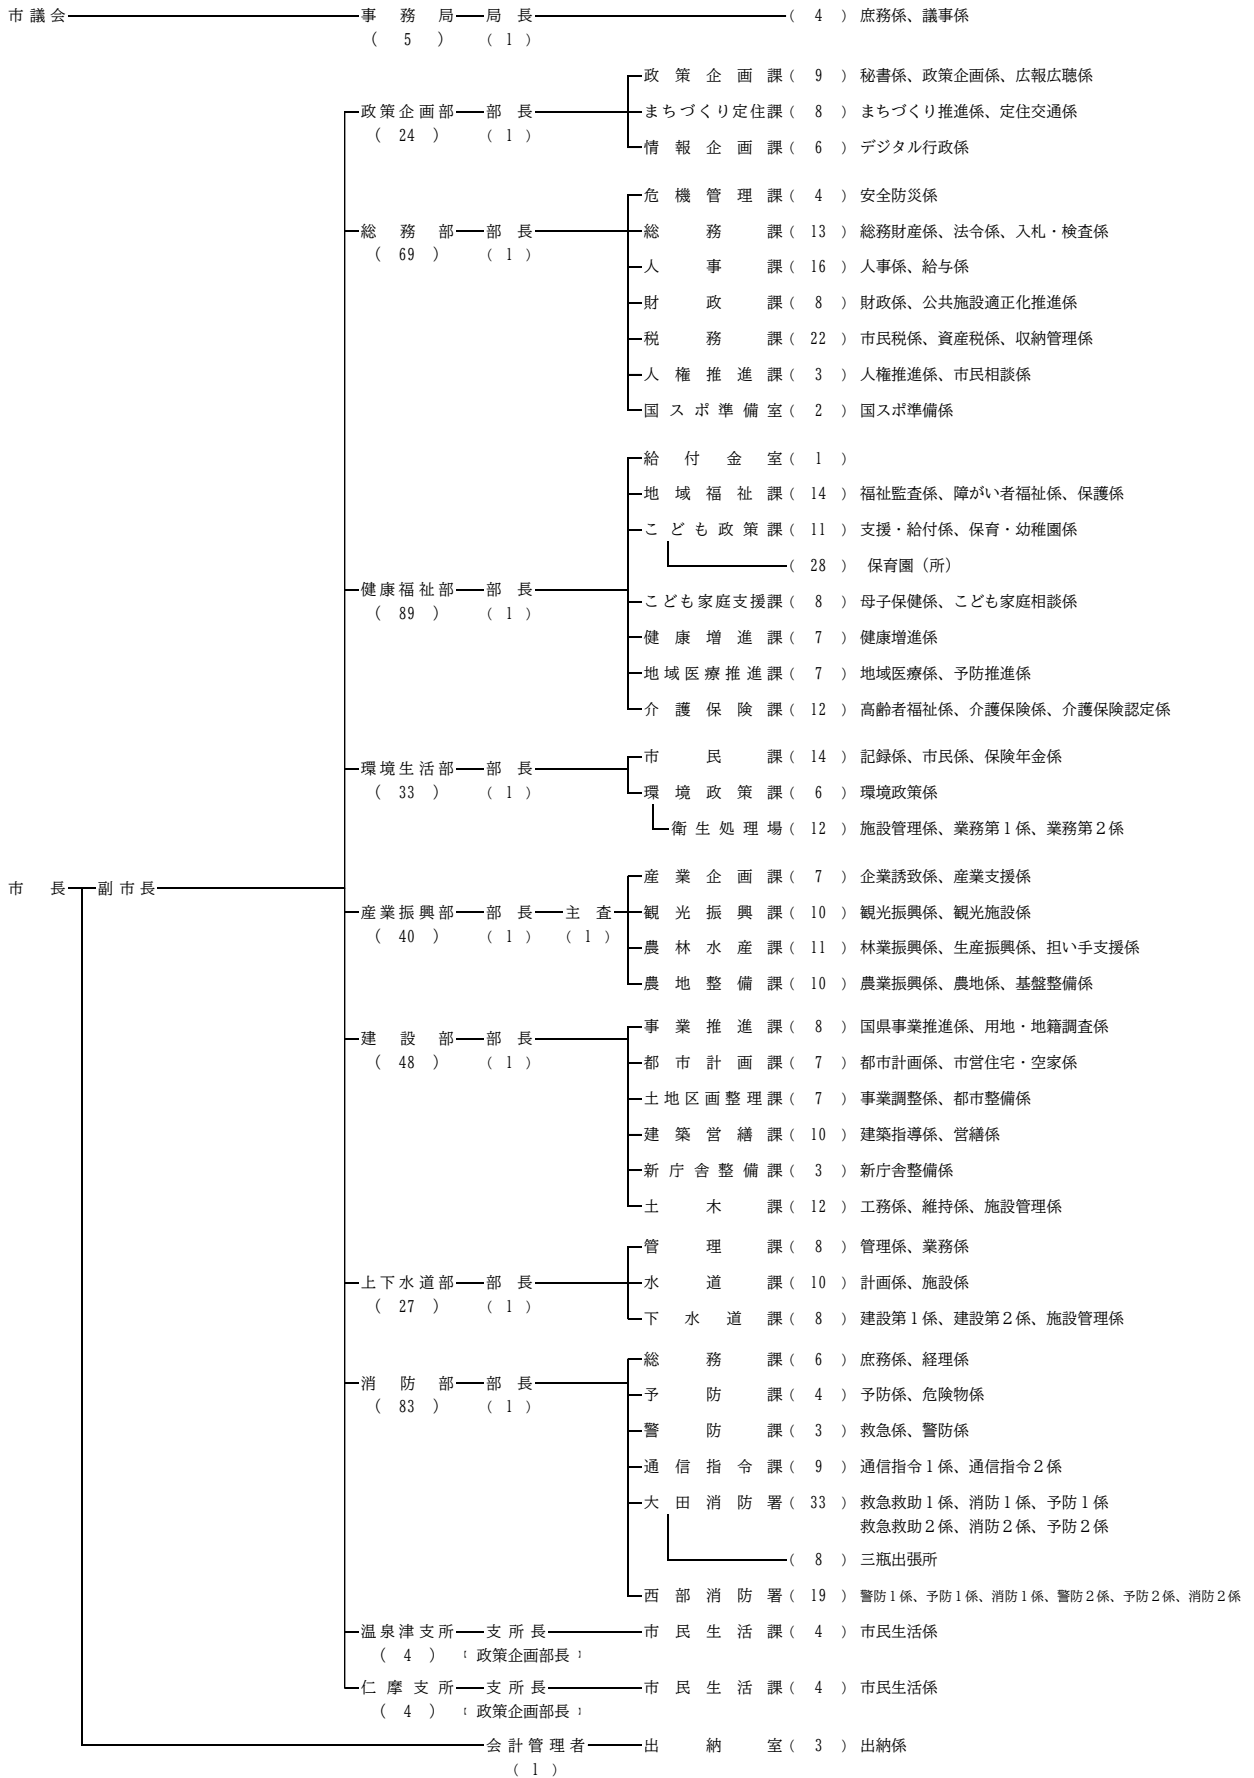 市議会 事務局 局長 ( 4 ) 庶務係、議事係
( 5 ) ( 1 )
政策企画課 ( 9 ) 秘書係、政策企画係、広報広聴係
政策企画部 部長 まちづくり定住課 ( 8 ) まちづくり推進係、定住交通係
( 24 ) ( 1 )
情報企画課 ( 6 ) デジタル行政係
危機管理課 ( 4 ) 安全防災係
総務部 部長 総務課 ( 13 ) 総務財産係、法令係、入札・検査係
( 69 ) ( 1 )
人事課 ( 16 ) 人事係、給与係
財政課 ( 8 ) 財政係、公共施設適正化推進係
税務課 ( 22 ) 市民税係、資産税係、収納管理係
人権推進課 ( 3 ) 人権推進係、市民相談係
国スポ準備室 ( 2 ) 国スポ準備係
給付金室 ( 1 )
地域福祉課 ( 14 ) 福祉監査係、障がい者福祉係、保護係
こども政策課 ( 11 ) 支援・給付係、保育・幼稚園係
( 28 ) 保育園（所）
健康福祉部 部長
こども家庭支援課 ( 8 ) 母子保健係、こども家庭相談係
( 89 ) ( 1 )
健康増進課 ( 7 ) 健康増進係
地域医療推進課 ( 7 ) 地域医療係、予防推進係
介護保険課 ( 12 ) 高齢者福祉係、介護保険係、介護保険認定係
市民課 ( 14 ) 記録係、市民係、保険年金係
環境生活部 部長
( 33 ) ( 1 ) 環境政策課 ( 6 ) 環境政策係
衛生処理場 ( 12 ) 施設管理係、業務第１係、業務第２係
産業企画課 ( 7 ) 企業誘致係、産業支援係
市長 副市長
産業振興部 部長 主査 観光振興課 ( 10 ) 観光振興係、観光施設係
( 40 ) ( 1 ) ( 1 )
農林水産課 ( 11 ) 林業振興係、生産振興係、担い手支援係
農地整備課 ( 10 ) 農業振興係、農地係、基盤整備係
事業推進課 ( 8 ) 国県事業推進係、用地・地籍調査係
建設部 部長
( 48 ) ( 1 ) 都市計画課 ( 7 ) 都市計画係、市営住宅・空家係
土地区画整理課 ( 7 ) 事業調整係、都市整備係
建築営繕課 ( 10 ) 建築指導係、営繕係
新庁舎整備課 ( 3 ) 新庁舎整備係
土木課 ( 12 ) 工務係、維持係、施設管理係
管理課 ( 8 ) 管理係、業務係
上下水道部 部長 水道課 ( 10 ) 計画係、施設係
( 27 ) ( 1 )
下水道課 ( 8 ) 建設第１係、建設第２係、施設管理係
総務課 ( 6 ) 庶務係、経理係
消防部 部長
予防課 ( 4 ) 予防係、危険物係
( 83 ) ( 1 )
警防課 ( 3 ) 救急係、警防係
通信指令課 ( 9 ) 通信指令１係、通信指令２係
大田消防署 ( 33 ) 救急救助１係、消防１係、予防１係
救急救助２係、消防２係、予防２係
( 8 ) 三瓶出張所
西部消防署 ( 19 ) 警防１係、予防１係、消防１係、警防２係、予防２係、消防２係
温泉津支所 支所長 市民生活課 ( 4 ) 市民生活係
( 4 ) 〔政策企画部長〕
仁摩支所 支所長 市民生活課 ( 4 ) 市民生活係
( 4 ) 〔政策企画部長〕
会計管理者 出納室 ( 3 ) 出納係
( 1 )